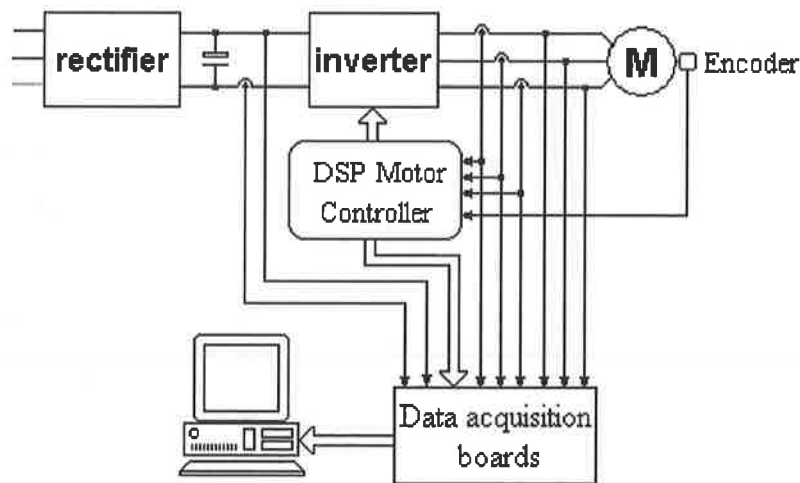 rectifier
inverter
M
Encoder
DSP Motor
Controller
Data acquisition
boards